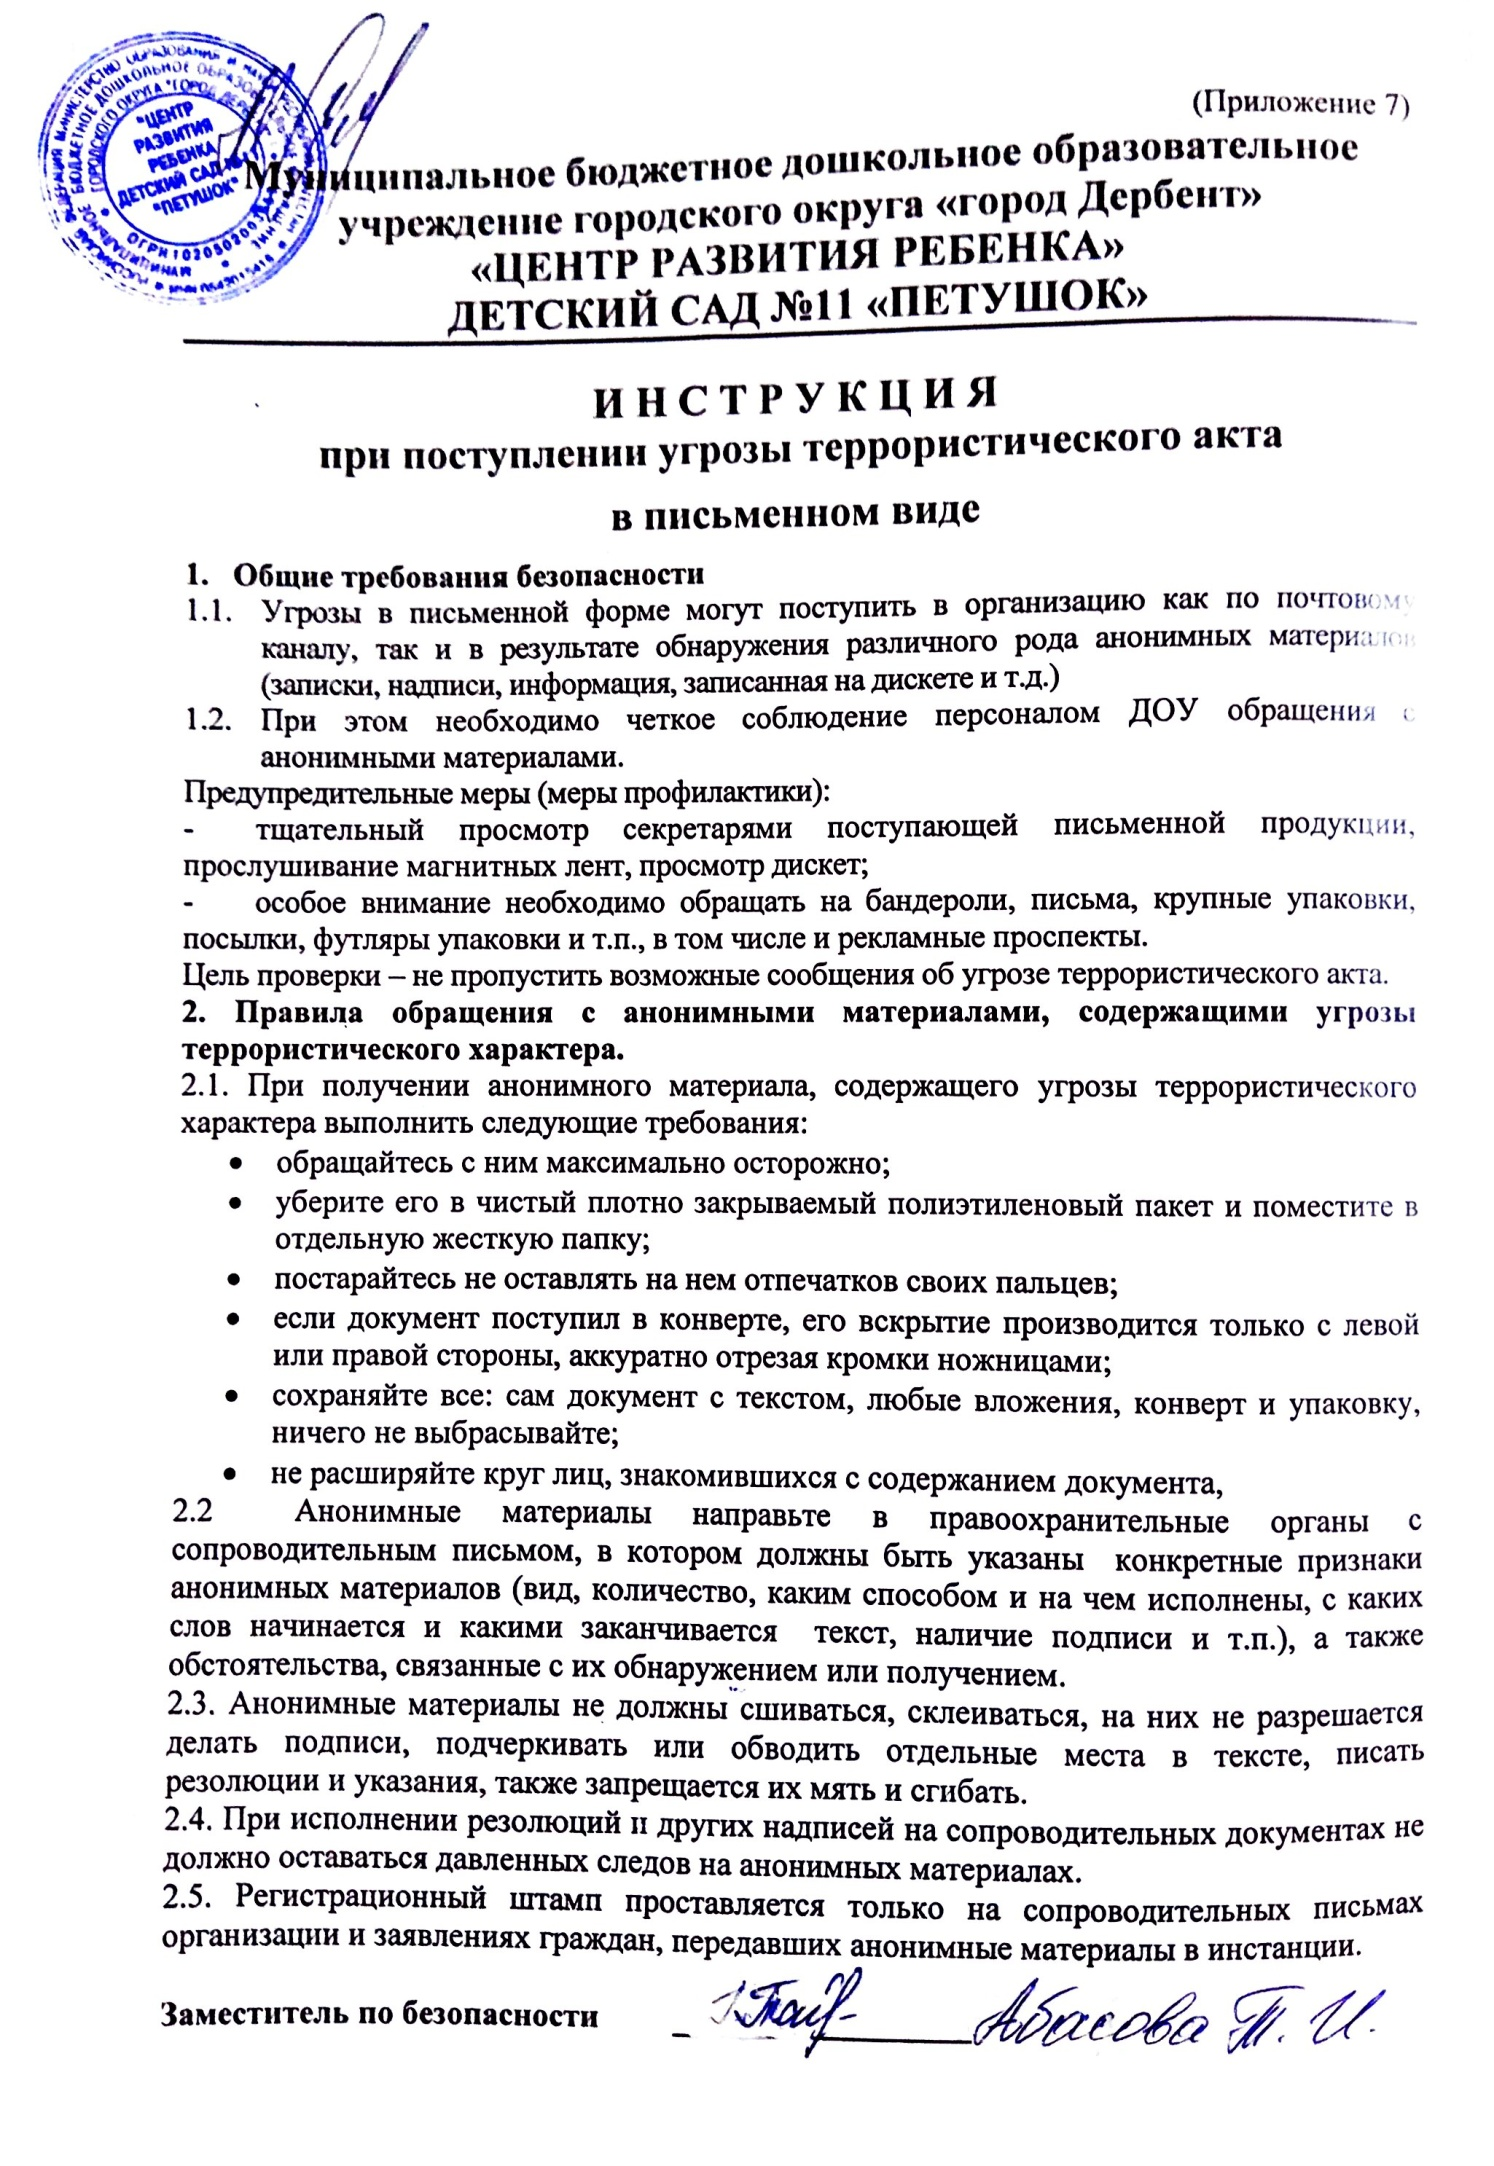 (Приложение 7)
"ЦЕНТР
РАЗВИТИЯ
РЕБЕНКА
ДЕТСКИЙ САД
"ПЕТУШОК"
Муниципальное бюджетное дошкольное образовательное
учреждение городского округа «город Дербент»
«ЦЕНТР РАЗВИТИЯ РЕБЕНКА»
ДЕТСКИЙ САД №11 «ПЕТУШОК»
И Н С Т Р У К Ц И Я
при поступлении угрозы террористического акта
в письменном виде
1. Общие требования безопасности
1.1. Угрозы в письменной форме могут поступить в организацию как по почтовому
каналу, так и в результате обнаружения различного рода анонимных материалов
(записки, надписи, информация, записанная на дискете и т.д.)
1.2. При этом необходимо четкое соблюдение персоналом ДОУ обращения с
анонимными материалами.
Предупредительные меры (меры профилактики):
- тщательный просмотр секретарями поступающей письменной продукции,
прослушивание магнитных лент, просмотр дискет;
- особое внимание необходимо обращать на бандероли, письма, крупные упаковки,
посылки, футляры упаковки и т.п., в том числе и рекламные проспекты.
Цель проверки – не пропустить возможные сообщения об угрозе террористического акта.
2. Правила обращения с анонимными материалами, содержащими угрозы
террористического характера.
2.1. При получении анонимного материала, содержащего угрозы террористического
характера выполнить следующие требования:
• обращайтесь с ним максимально осторожно;
• уберите его в чистый плотно закрываемый полиэтиленовый пакет и поместите в
отдельную жесткую папку;
• постарайтесь не оставлять на нем отпечатков своих пальцев;
• если документ поступил в конверте, его вскрытие производится только с левой
или правой стороны, аккуратно отрезая кромки ножницами;
• сохраняйте все: сам документ с текстом, любые вложения, конверт и упаковку,
ничего не выбрасывайте;
• не расширяйте круг лиц, знакомившихся с содержанием документа,
2.2 Анонимные материалы направьте в правоохранительные органы с
сопроводительным письмом, в котором должны быть указаны конкретные признаки
анонимных материалов (вид, количество, каким способом и на чем исполнены, с каких
слов начинается и какими заканчивается текст, наличие подписи и т.п.), а также
обстоятельства, связанные с их обнаружением или получением.
2.3. Анонимные материалы не должны сшиваться, склеиваться, на них не разрешается
делать подписи, подчеркивать или обводить отдельные места в тексте, писать
резолюции и указания, также запрещается их мять и сгибать.
2.4. При исполнении резолюций и других надписей на сопроводительных документах не
должно оставаться давленных следов на анонимных материалах.
2.5. Регистрационный штамп проставляется только на сопроводительных письмах
организации и заявлениях граждан, передавших анонимные материалы в инстанции.
Заместитель по безопасности Абасова Т. И.